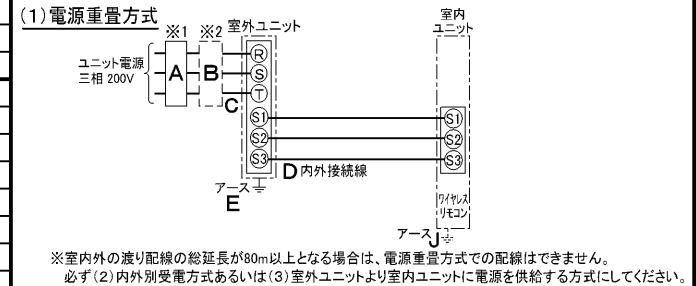 (1)電源重畳方式
※1 ※2 室外ユニット
室内
ユニット
ユニット電源
三相 200V
A B
C
R
S
T
S1
S2
S3
S1
S2
S3
D 内外接続線
アース
E
ワイヤレス
リモコン
アース J
※室内外の渡り配線の総延長が80m以上となる場合は、電源重畳方式での配線はできません。
必ず(2)内外別受電方式あるいは(3)室外ユニットより室内ユニットに電源を供給する方式にしてください。